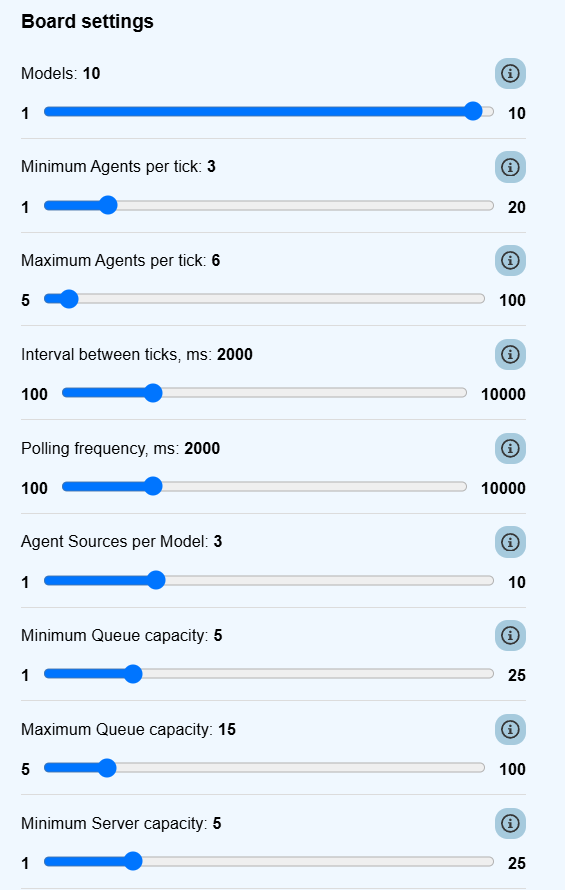 Board settings
Models: 10
1 10
Minimum Agents per tick: 3
1 20
Maximum Agents per tick: 6
5 100
Interval between ticks, ms: 2000
100 10000
Polling frequency, ms: 2000
100 10000
Agent Sources per Model: 3
1 10
Minimum Queue capacity: 5
1 25
Maximum Queue capacity: 15
5 100
Minimum Server capacity: 5
1 25